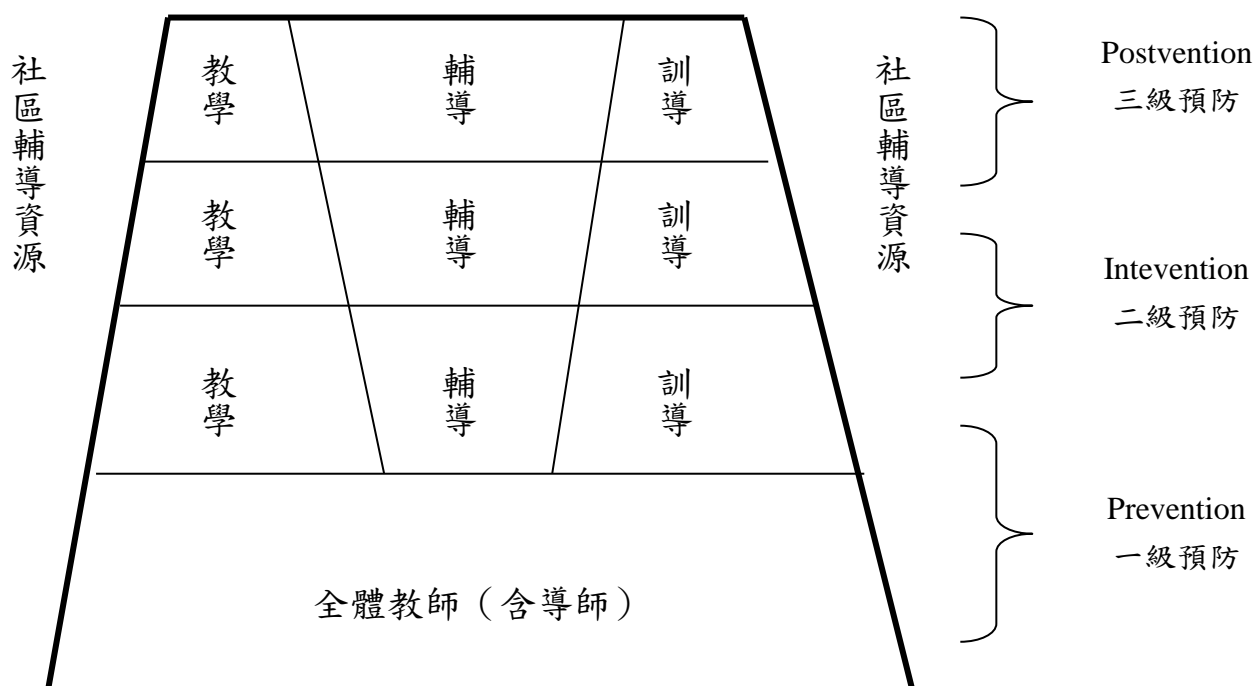 社區輔導資源
教學
輔導
訓導
社區輔導資源
Postvention
三級預防
教學
輔導
訓導
Intevention
二級預防
教學
輔導
訓導
Prevention
一級預防
全體教師（含導師）